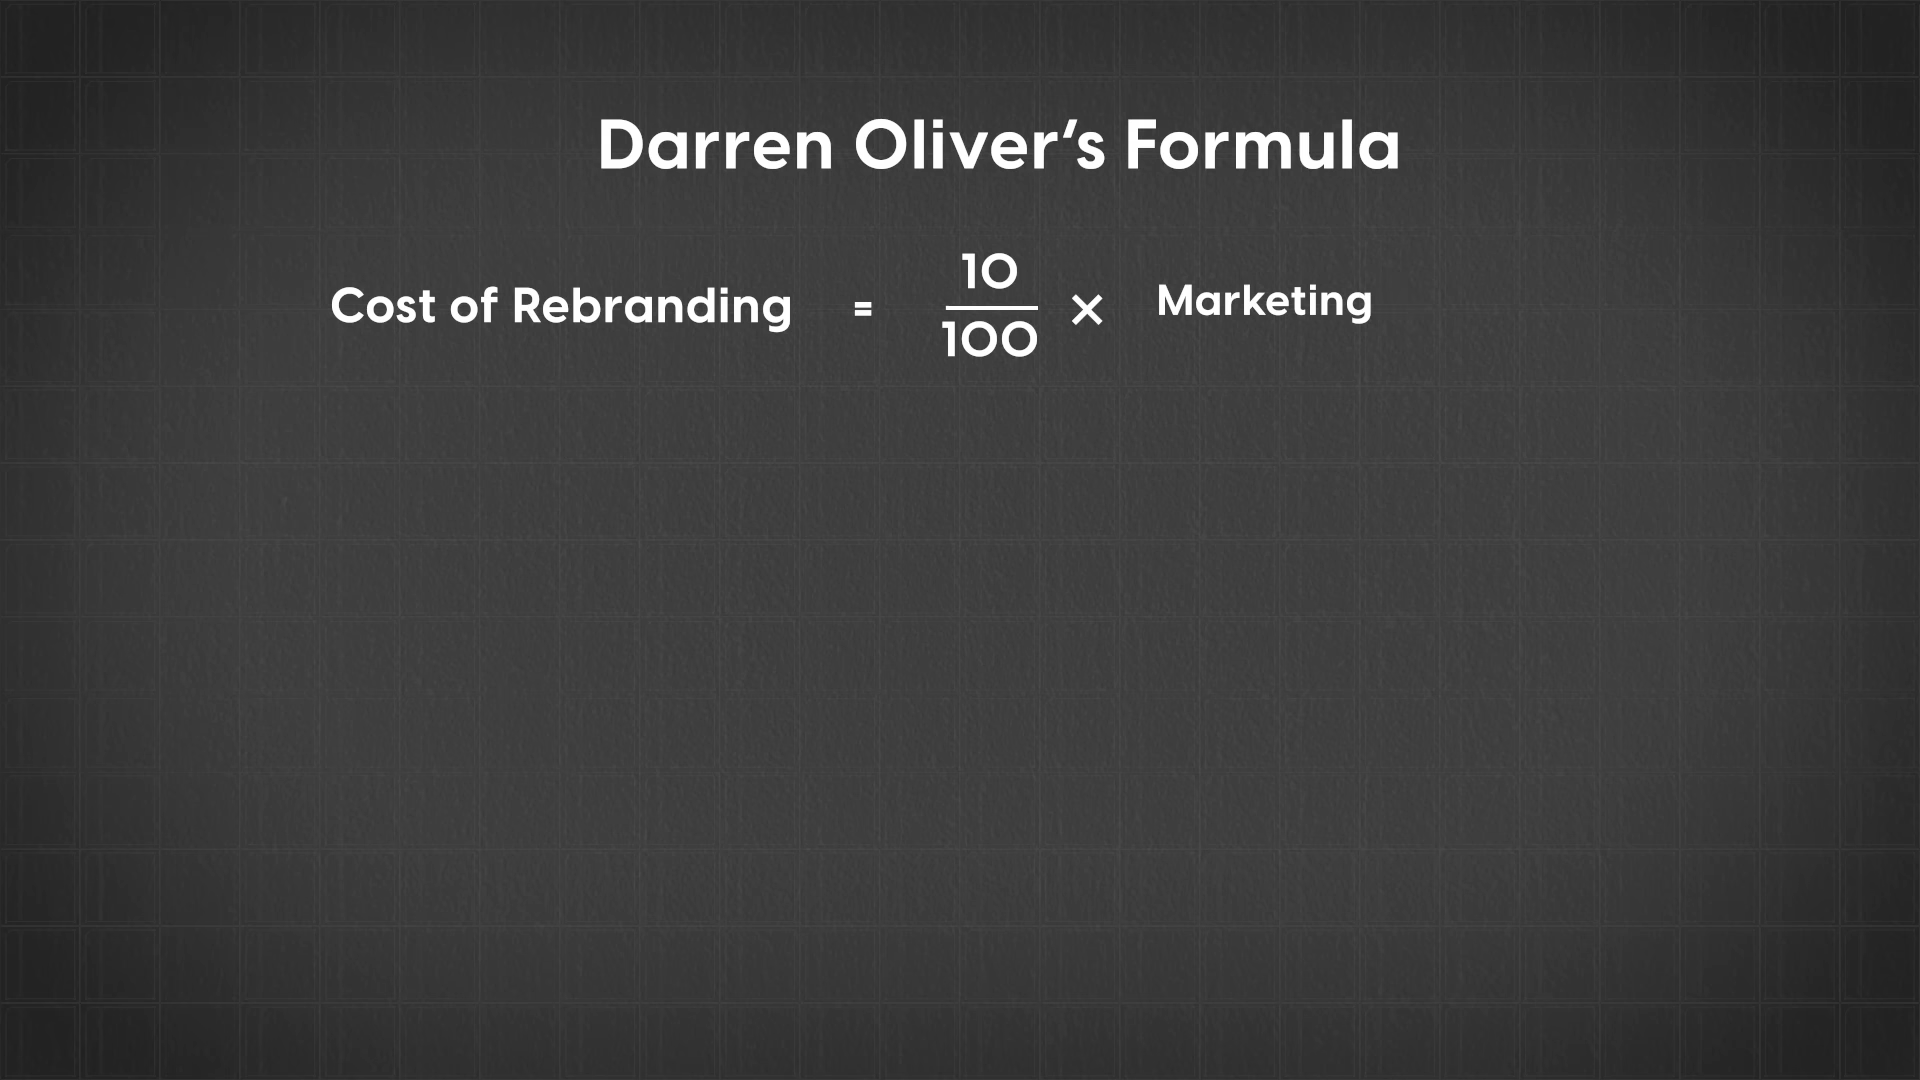 Darren Oliver's Formula
Cost of Rebranding = 10/100 × Marketing